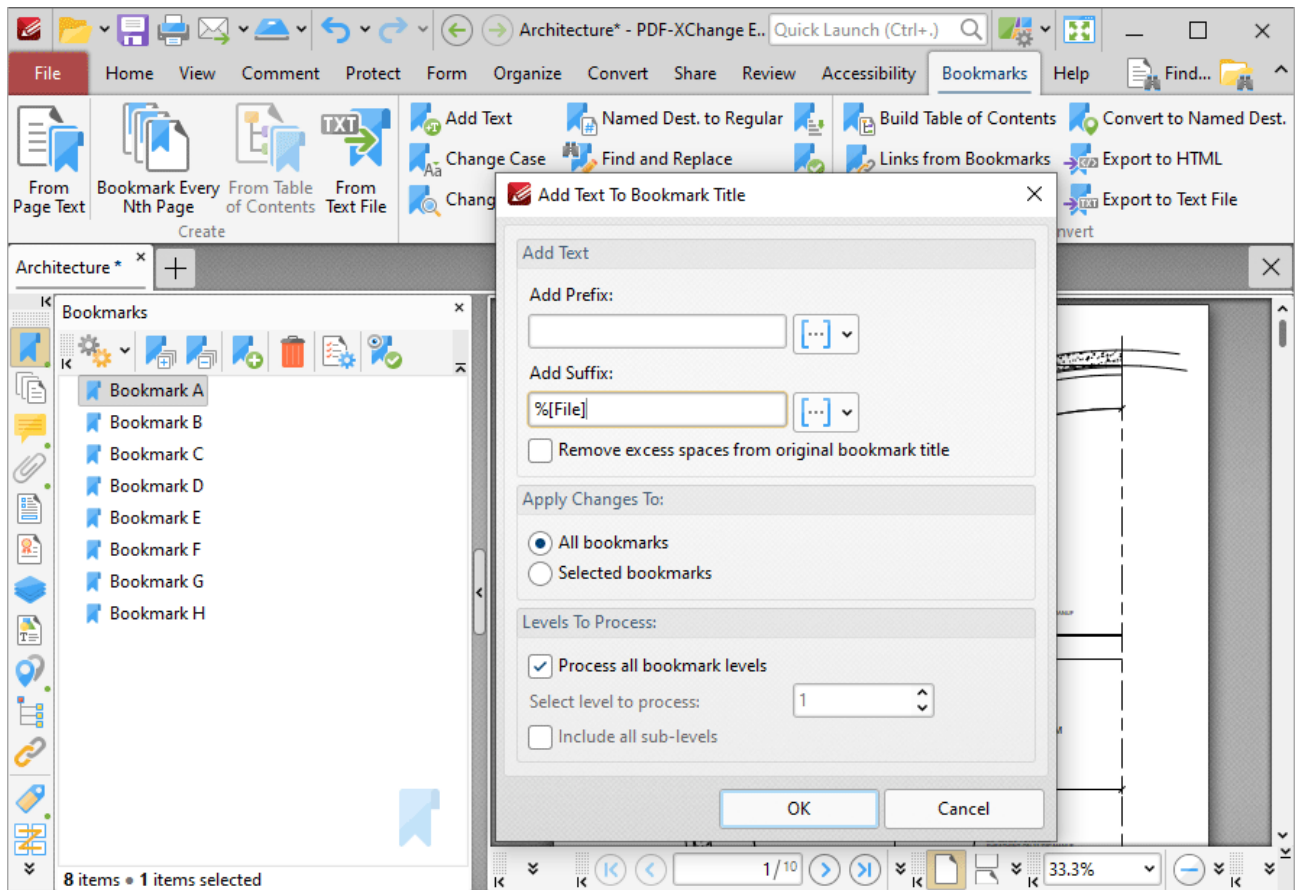 Architecture* - PDF-XChange E..
Quick Launch (Ctrl+.)
File Home View Comment Protect Form Organize Convert Share Review Accessibility Bookmarks Help Find...
From Page Text
Bookmark Every Nth Page
From Table of Contents
TXT
From Text File
Create
Add Text
Change Case
Chang
Named Dest. to Regular
Find and Replace
Build Table of Contents
Links from Bookmarks
Convert to Named Dest.
Export to HTML
TXT
Export to Text File
nvert
Architecture *
Bookmarks
Bookmark A
Bookmark B
Bookmark C
Bookmark D
Bookmark E
Bookmark F
Bookmark G
Bookmark H
8 items • 1 items selected
Add Text To Bookmark Title
Add Text
Add Prefix:
Add Suffix:
%[File]
Remove excess spaces from original bookmark title
Apply Changes To:
All bookmarks
Selected bookmarks
Levels To Process:
Process all bookmark levels
Select level to process: 1
Include all sub-levels
OK Cancel
1/10
33.3%